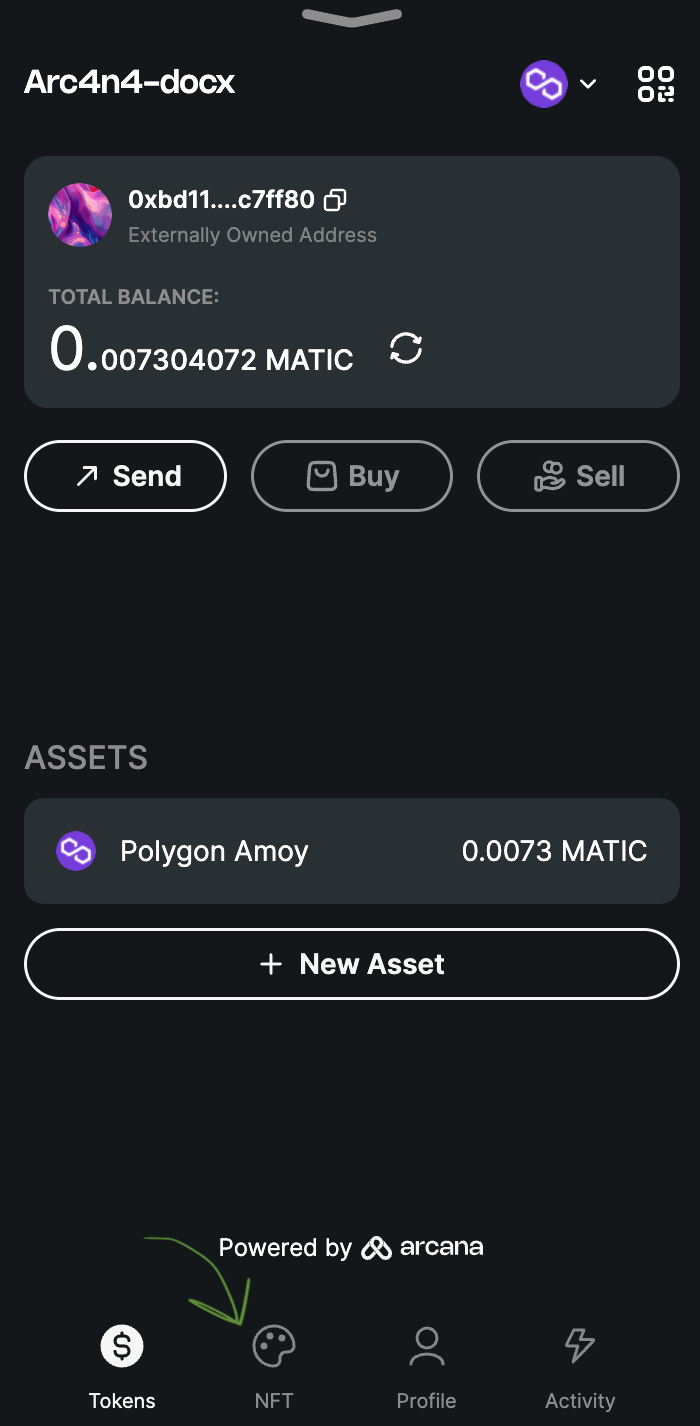 Arc4n4-docx
0xbd11....c7ff80
Externally Owned Address
TOTAL BALANCE:
0.007304072 MATIC
Send
Buy
Sell
ASSETS
Polygon Amoy 0.0073 MATIC
+ New Asset
Powered by arcana
$
Tokens
NFT
Profile
Activity